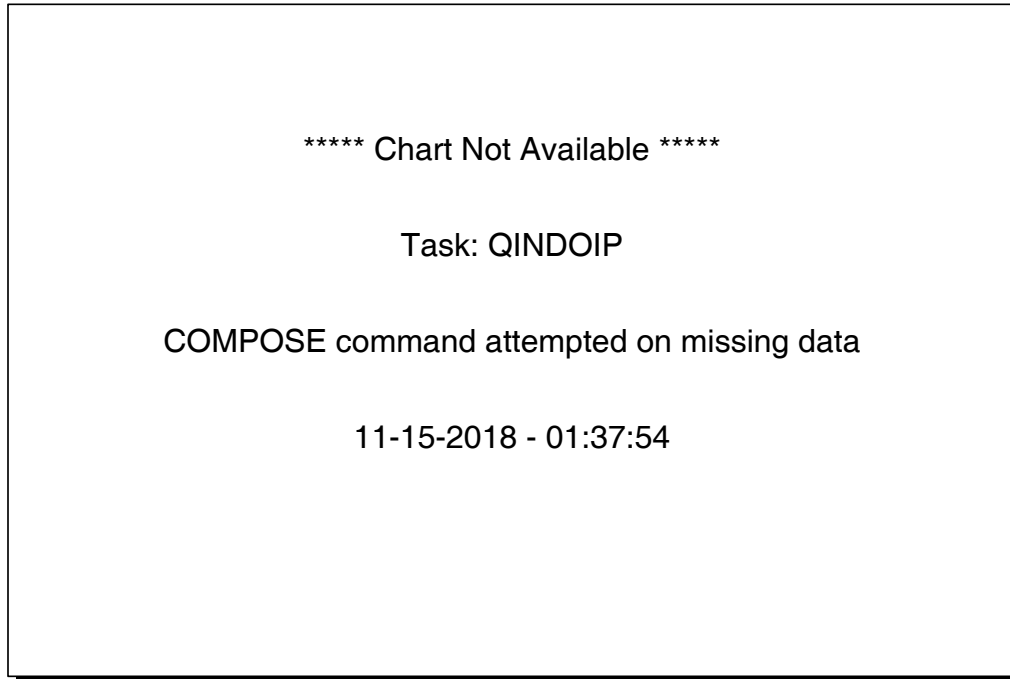 ***** Chart Not Available *****
Task: QINDOIP
COMPOSE command attempted on missing data
11-15-2018 - 01:37:54